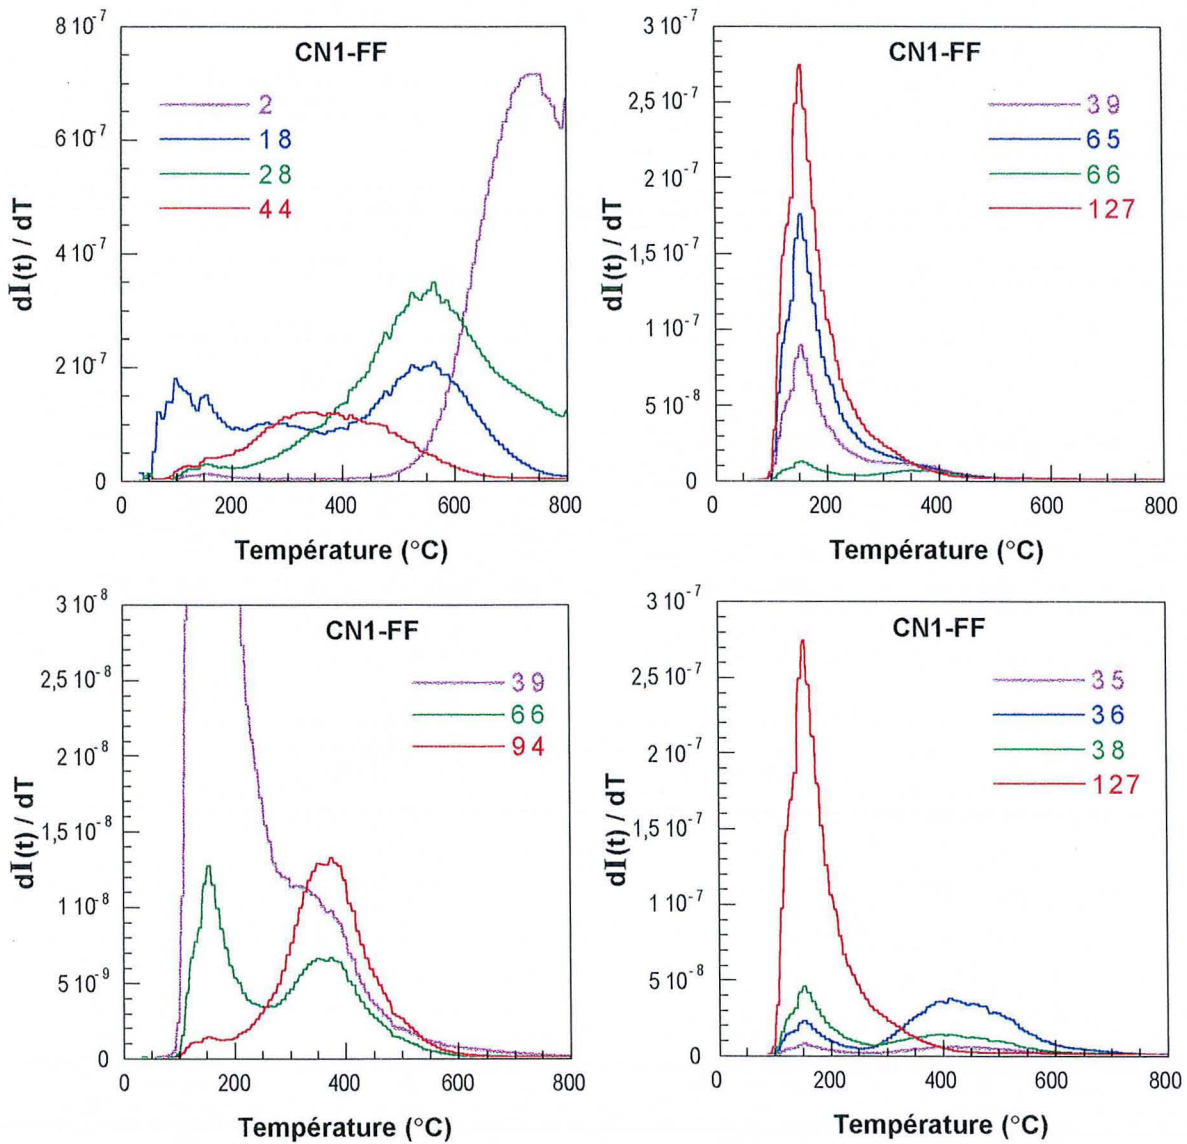 8 10⁻⁷
6 10⁻⁷
4 10⁻⁷
2 10⁻⁷
0
dI(t) / dT
CN1-FF
2
18
28
44
0 200 400 600 800
Température (°C)
3 10⁻⁷
2,5 10⁻⁷
2 10⁻⁷
1,5 10⁻⁷
1 10⁻⁷
5 10⁻⁸
0
dI(t) / dT
CN1-FF
39
65
66
127
0 200 400 600 800
Température (°C)
3 10⁻⁸
2,5 10⁻⁸
2 10⁻⁸
1,5 10⁻⁸
1 10⁻⁸
5 10⁻⁹
0
dI(t) / dT
CN1-FF
39
66
94
0 200 400 600 800
Température (°C)
3 10⁻⁷
2,5 10⁻⁷
2 10⁻⁷
1,5 10⁻⁷
1 10⁻⁷
5 10⁻⁸
0
dI(t) / dT
CN1-FF
35
36
38
127
0 200 400 600 800
Température (°C)